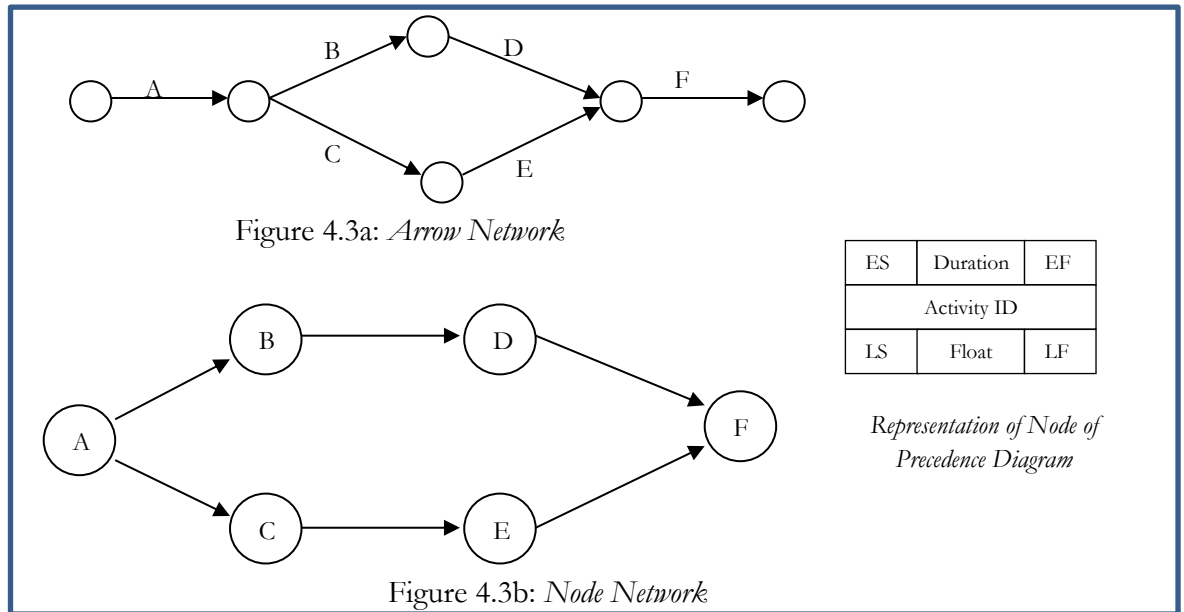 B
D
A
F
C
E
Figure 4.3a: Arrow Network
ES Duration EF
Activity ID
LS Float LF
Representation of Node of
Precedence Diagram
B
D
A
F
C
E
Figure 4.3b: Node Network